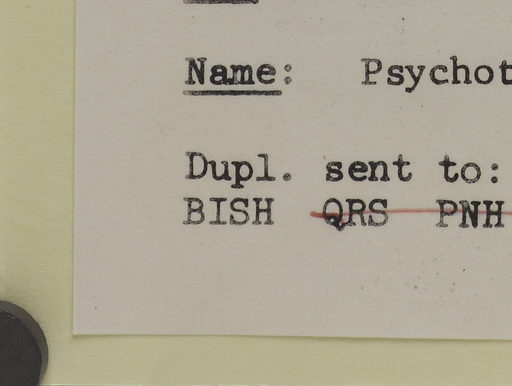 Name: Psychot
Dupl. sent to:
BISH QRS PNH